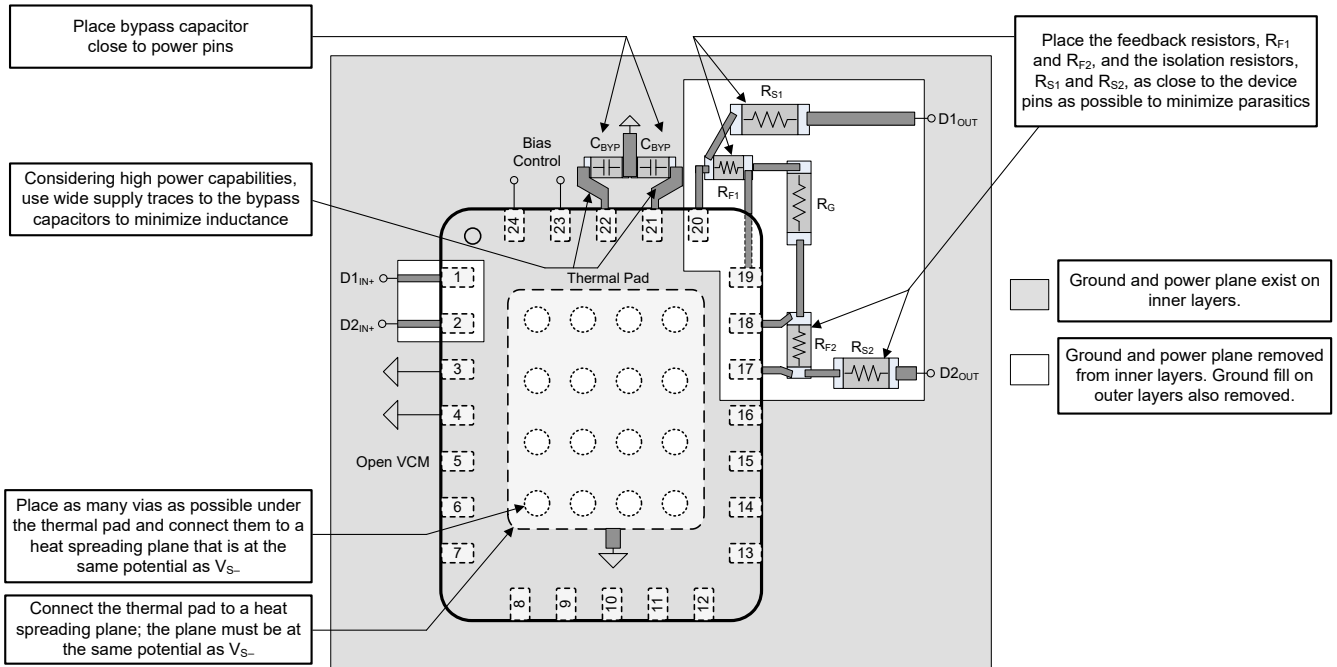 Place bypass capacitor
close to power pins
Considering high power capabilities,
use wide supply traces to the bypass
capacitors to minimize inductance
Place as many vias as possible under
the thermal pad and connect them to a
heat spreading plane that is at the
same potential as VS–
Connect the thermal pad to a heat
spreading plane; the plane must be at
the same potential as VS–
Place the feedback resistors, RF1
and RF2, and the isolation resistors,
RS1 and RS2, as close to the device
pins as possible to minimize parasitics
Ground and power plane exist on
inner layers.
Ground and power plane removed
from inner layers. Ground fill on
outer layers also removed.
Bias
Control
CBYP
CBYP
RS1
D1OUT
RF1
RG
RF2
RS2
D2OUT
24
23
22
21
20
D1IN+
D2IN+
Open VCM
1
2
3
4
5
6
7
Thermal Pad
19
18
17
16
15
14
13
8
9
10
11
12